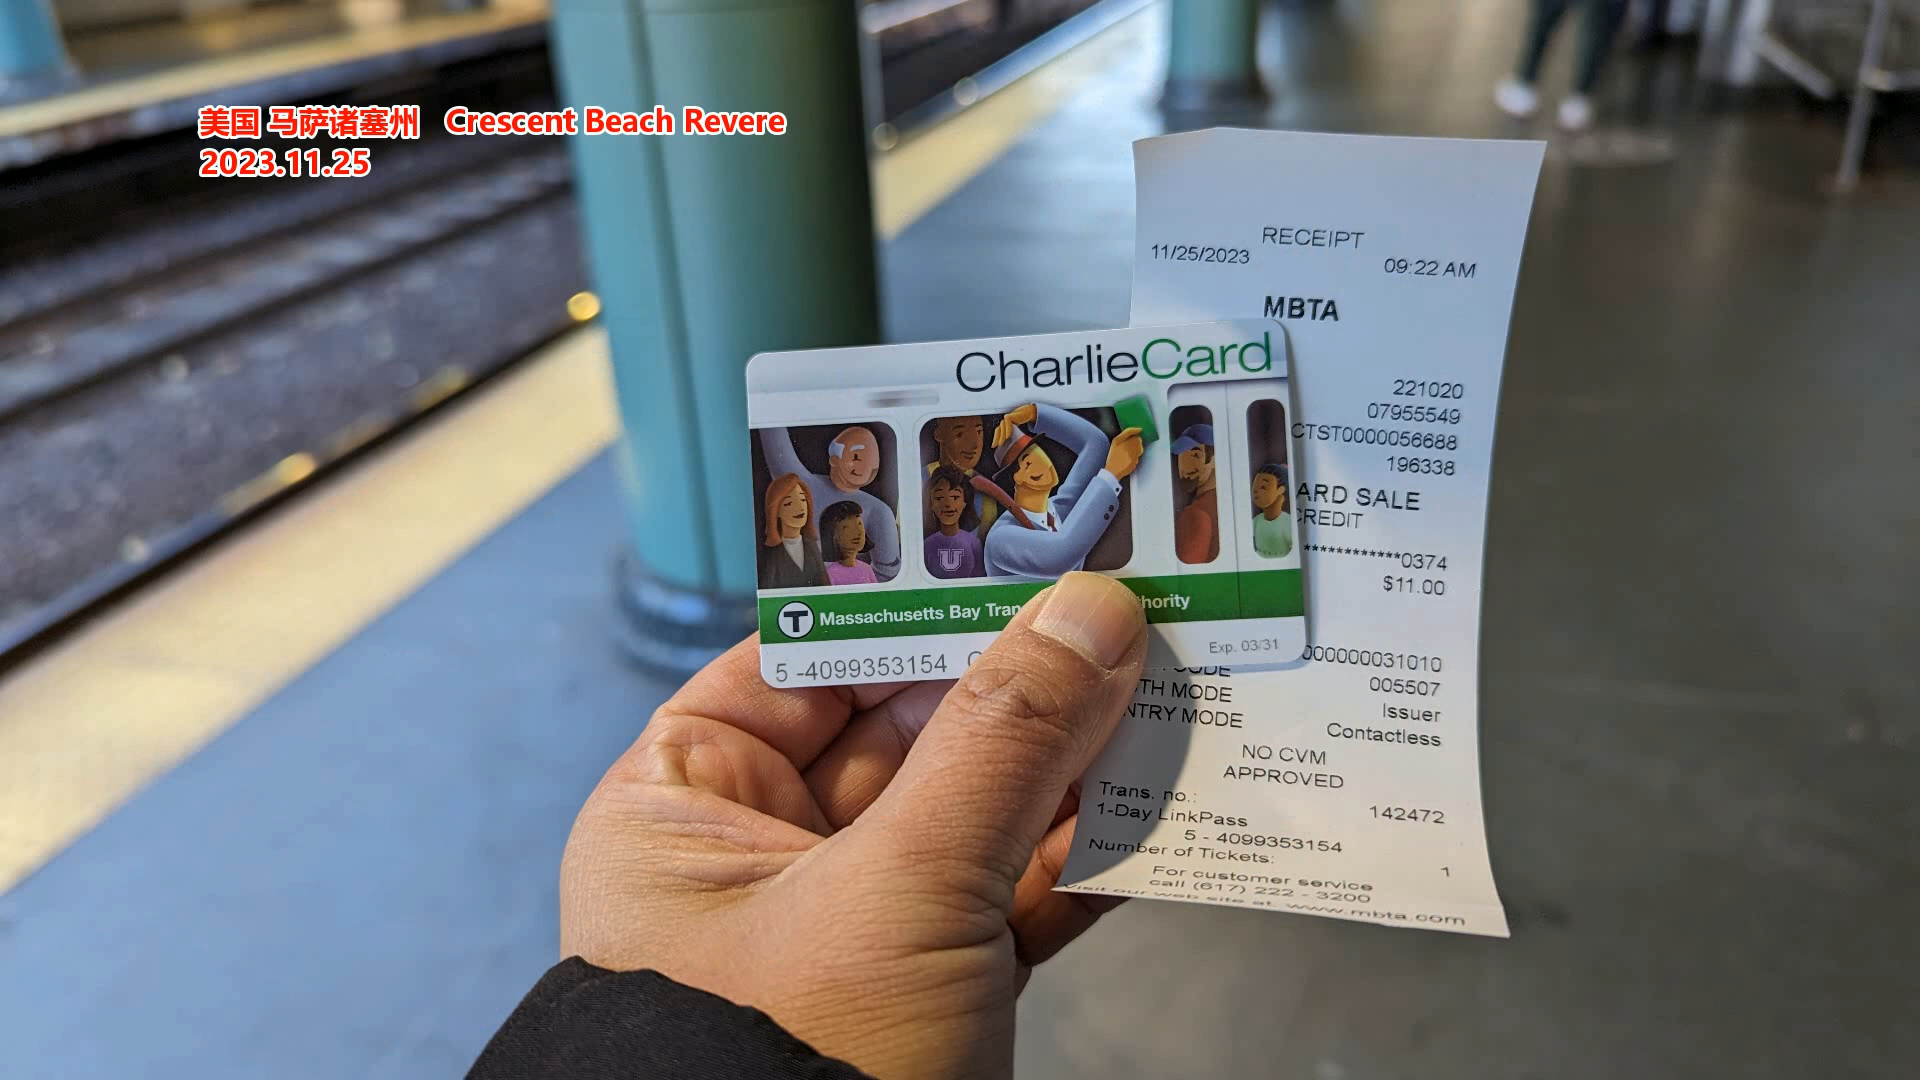 美国 马萨诸塞州 Crescent Beach Revere
2023.11.25
RECEIPT
11/25/2023 09:22 AM
MBTA
221020
07955549
CTST0000056688
196338
ARD SALE
CREDIT
************0374
$11.00
000000031010
CODE 005507
TH MODE Issuer
NTRY MODE Contactless
NO CVM
APPROVED
Trans. no.: 142472
1-Day LinkPass
5 - 4099353154
Number of Tickets: 1
For customer service
call (617) 222 - 3200
Visit our web site at: www.mbta.com
CharlieCard
U
T Massachusetts Bay Tran hority
5 -4099353154
Exp. 03/31